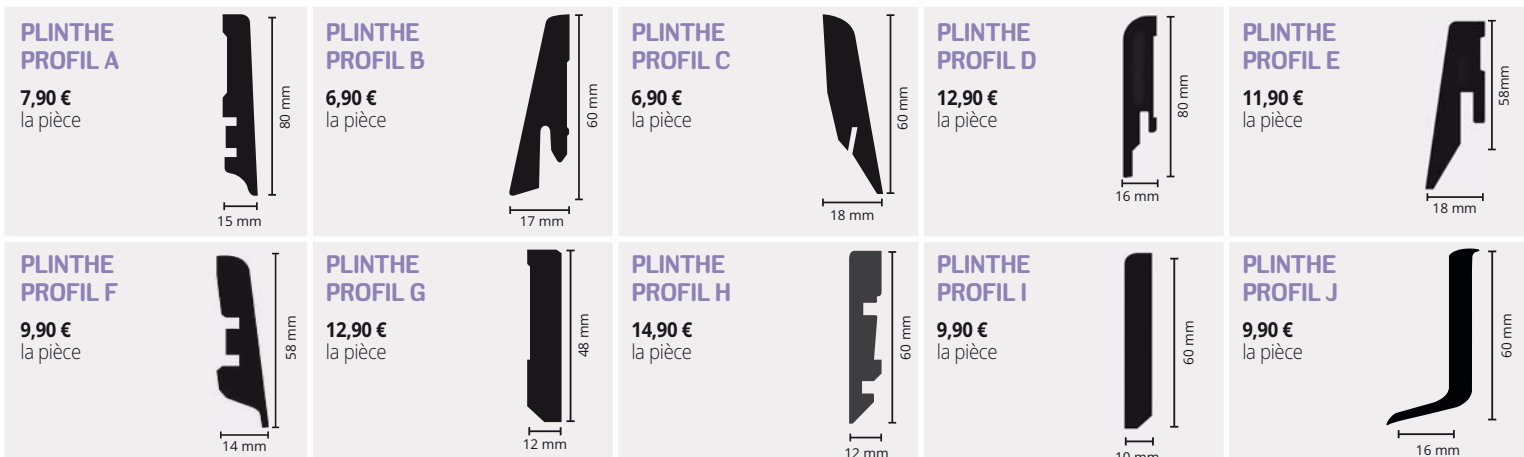 PLINTHE
PROFIL A
7,90 €
la pièce
80 mm
15 mm
PLINTHE
PROFIL B
6,90 €
la pièce
60 mm
17 mm
PLINTHE
PROFIL C
6,90 €
la pièce
60 mm
18 mm
PLINTHE
PROFIL D
12,90 €
la pièce
80 mm
16 mm
PLINTHE
PROFIL E
11,90 €
la pièce
58mm
18 mm
PLINTHE
PROFIL F
9,90 €
la pièce
58 mm
14 mm
PLINTHE
PROFIL G
12,90 €
la pièce
48 mm
12 mm
PLINTHE
PROFIL H
14,90 €
la pièce
60 mm
12 mm
PLINTHE
PROFIL I
9,90 €
la pièce
60 mm
10 mm
PLINTHE
PROFIL J
9,90 €
la pièce
60 mm
16 mm